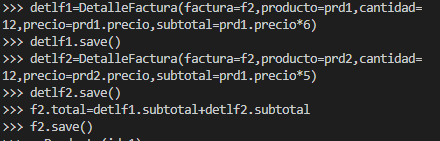 >>> detlf1=DetalleFactura(factura=f2,producto=prd1,cantidad=
12,precio=prd1.precio,subtotal=prd1.precio*6)
>>> detlf1.save()
>>> detlf2=DetalleFactura(factura=f2,producto=prd2,cantidad=
12,precio=prd2.precio,subtotal=prd1.precio*5)
>>> detlf2.save()
>>> f2.total=detlf1.subtotal+detlf2.subtotal
>>> f2.save()